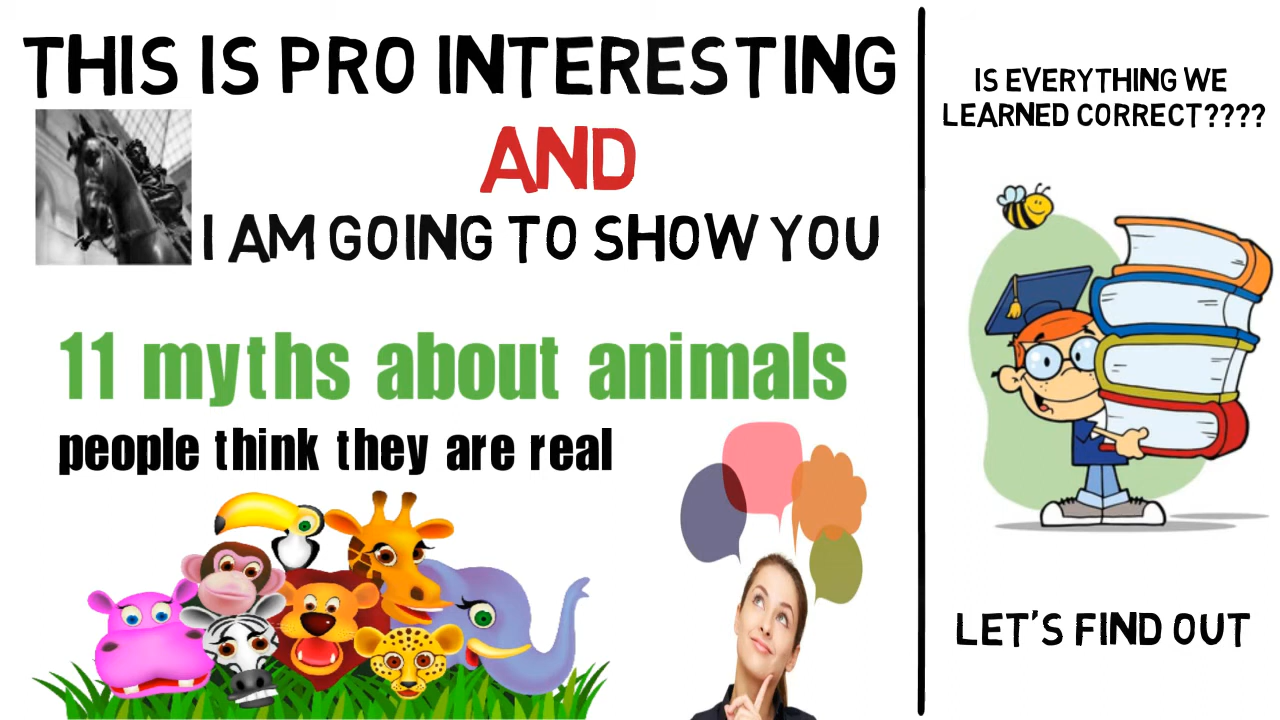 THIS IS PRO INTERESTING
AND
I AM GOING TO SHOW YOU
11 myths about animals
people think they are real
IS EVERYTHING WE
LEARNED CORRECT????
LET'S FIND OUT